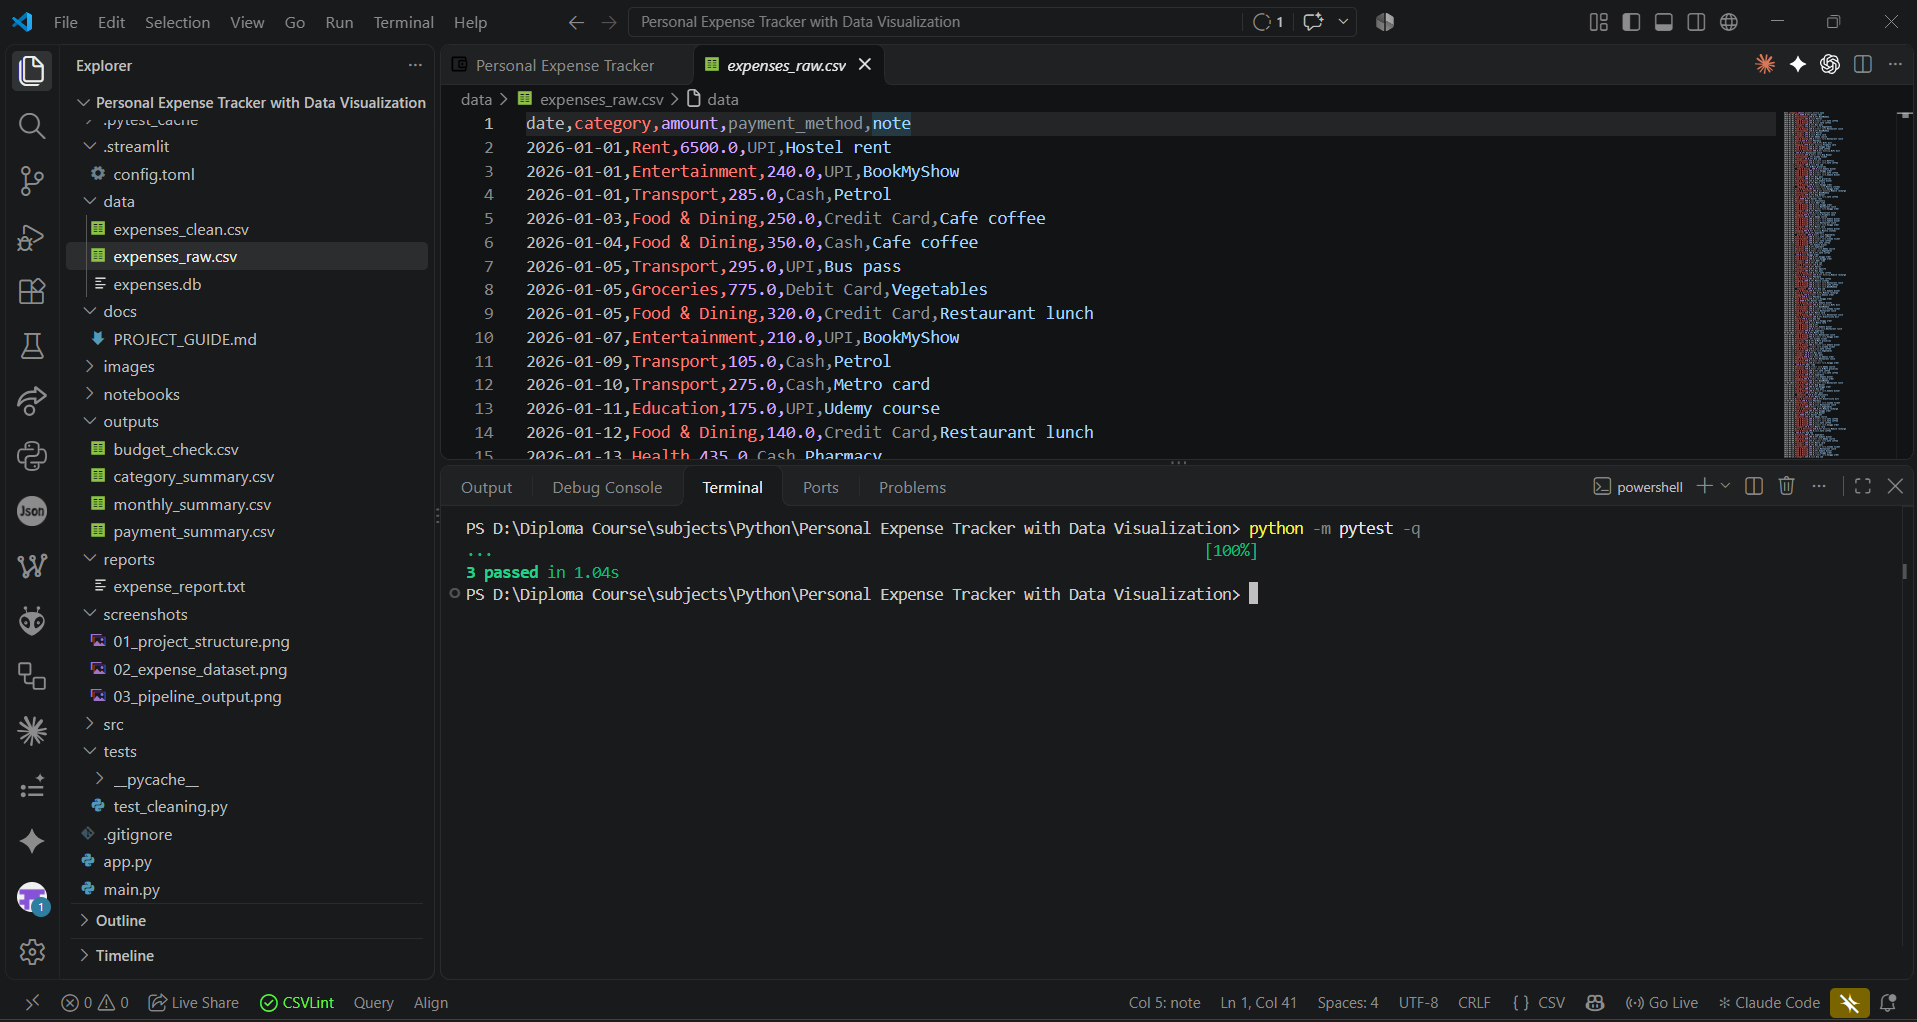 File Edit Selection View Go Run Terminal Help
Personal Expense Tracker with Data Visualization
1
Explorer
Personal Expense Tracker with Data Visualization
.pytest_cache
.streamlit
config.toml
data
expenses_clean.csv
expenses_raw.csv
expenses.db
docs
PROJECT_GUIDE.md
images
notebooks
outputs
budget_check.csv
category_summary.csv
monthly_summary.csv
payment_summary.csv
reports
expense_report.txt
screenshots
01_project_structure.png
02_expense_dataset.png
03_pipeline_output.png
src
tests
__pycache__
test_cleaning.py
.gitignore
app.py
main.py
Outline
Timeline
Json
1
Personal Expense Tracker
expenses_raw.csv
data > expenses_raw.csv > data
1 date,category,amount,payment_method,note
2 2026-01-01,Rent,6500.0,UPI,Hostel rent
3 2026-01-01,Entertainment,240.0,UPI,BookMyShow
4 2026-01-01,Transport,285.0,Cash,Petrol
5 2026-01-03,Food & Dining,250.0,Credit Card,Cafe coffee
6 2026-01-04,Food & Dining,350.0,Cash,Cafe coffee
7 2026-01-05,Transport,295.0,UPI,Bus pass
8 2026-01-05,Groceries,775.0,Debit Card,Vegetables
9 2026-01-05,Food & Dining,320.0,Credit Card,Restaurant lunch
10 2026-01-07,Entertainment,210.0,UPI,BookMyShow
11 2026-01-09,Transport,105.0,Cash,Petrol
12 2026-01-10,Transport,275.0,Cash,Metro card
13 2026-01-11,Education,175.0,UPI,Udemy course
14 2026-01-12,Food & Dining,140.0,Credit Card,Restaurant lunch
15 2026-01-13,Health,435.0,Cash,Pharmacy
Output Debug Console Terminal Ports Problems
powershell
PS D:\Diploma Course\subjects\Python\Personal Expense Tracker with Data Visualization> python -m pytest -q
... [100%]
3 passed in 1.04s
PS D:\Diploma Course\subjects\Python\Personal Expense Tracker with Data Visualization>
0 0 Live Share CSVLint Query Align
Col 5: note Ln 1, Col 41 Spaces: 4 UTF-8 CRLF { } CSV Go Live Claude Code